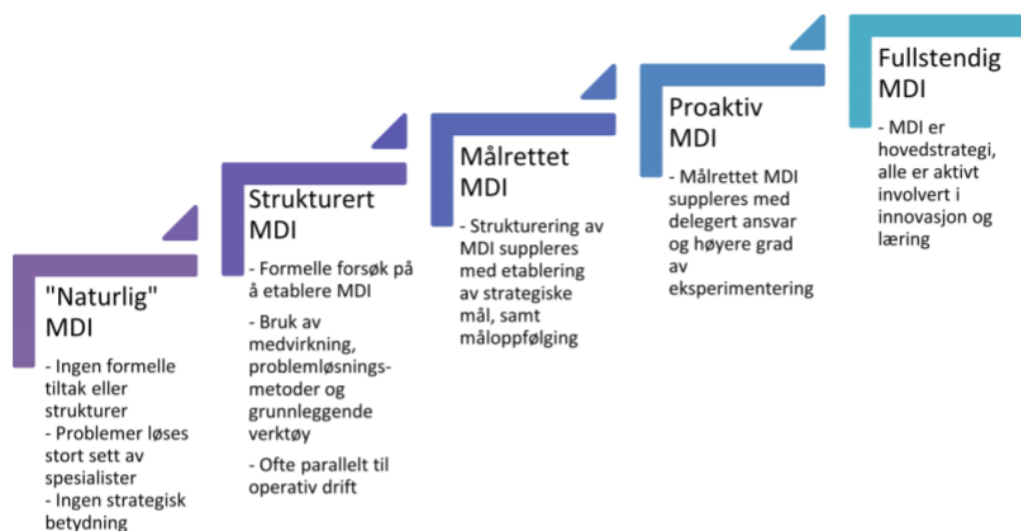 "Naturlig"
MDI
- Ingen formelle
tiltak eller
strukturer
- Problemer løses
stort sett av
spesialister
- Ingen strategisk
betydning
Strukturert
MDI
- Formelle forsøk på
å etablere MDI
- Bruk av
medvirkning,
problemløsnings-
metoder og
grunnleggende
verktøy
- Ofte parallelt til
operativ drift
Målrettet
MDI
- Strukturering av
MDI suppleres
med etablering
av strategiske
mål, samt
måloppfølging
Proaktiv
MDI
- Målrettet MDI
suppleres med
delegert ansvar
og høyere grad
av
eksperimentering
Fullstendig
MDI
- MDI er
hovedstrategi,
alle er aktivt
involvert i
innovasjon og
læring